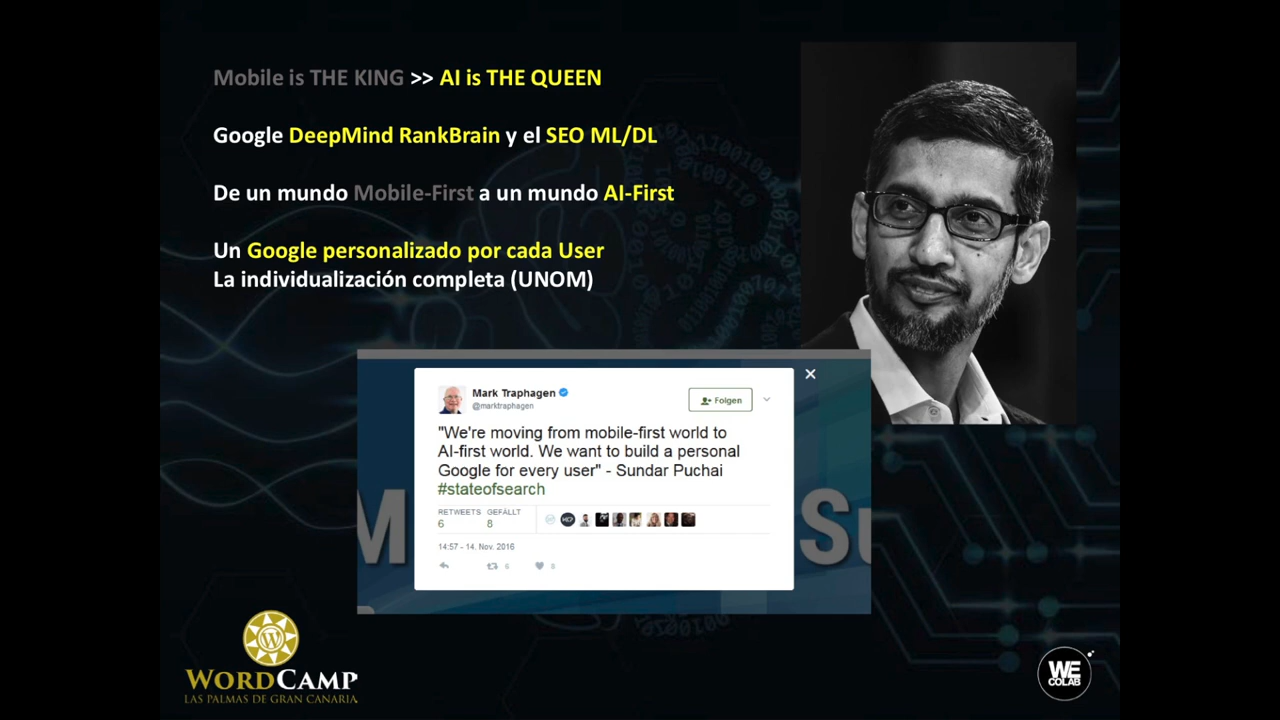 Mobile is THE KING >> AI is THE QUEEN
Google DeepMind RankBrain y el SEO ML/DL
De un mundo Mobile-First a un mundo AI-First
Un Google personalizado por cada User
La individualización completa (UNOM)
Mark Traphagen
@marktraphagen
Folgen
"We're moving from mobile-first world to
AI-first world. We want to build a personal
Google for every user" - Sundar Puchai
#stateofsearch
RETWEETS GEFÄLLT
6 8
14:57 - 14. Nov. 2016
6 8
M
Su
WORDCAMP
LAS PALMAS DE GRAN CANARIA
WE
COLAB